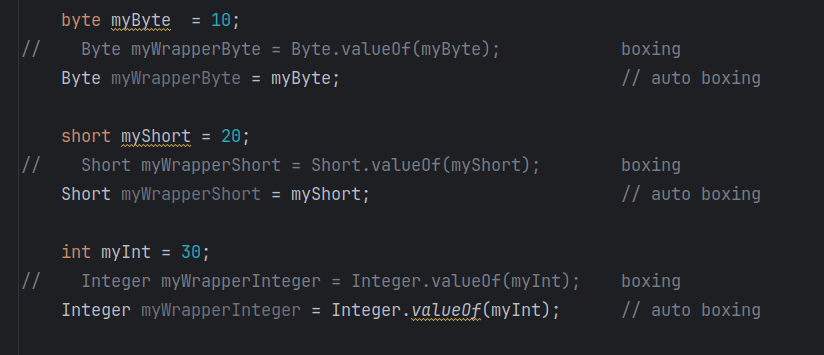 byte myByte  = 10;
//    Byte myWrapperByte = Byte.valueOf(myByte);            boxing
Byte myWrapperByte = myByte;                            // auto boxing
short myShort = 20;
//    Short myWrapperShort = Short.valueOf(myShort);        boxing
Short myWrapperShort = myShort;                         // auto boxing
int myInt = 30;
//    Integer myWrapperInteger = Integer.valueOf(myInt);    boxing
Integer myWrapperInteger = Integer.valueOf(myInt);      // auto boxing